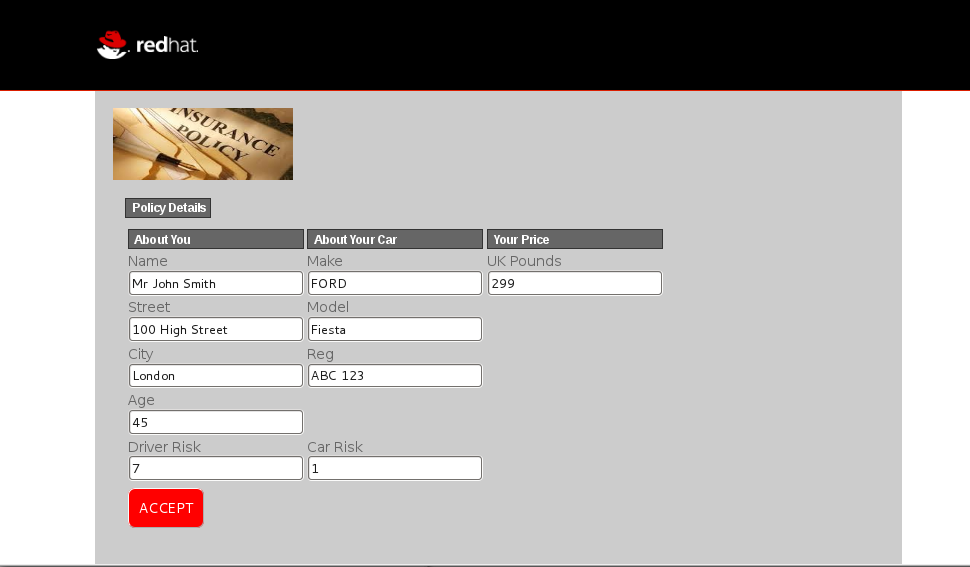 redhat.
INSURANCE
POLICY
Policy Details
About You
About Your Car
Your Price
Name
Make
UK Pounds
Mr John Smith
FORD
299
Street
Model
100 High Street
Fiesta
City
Reg
London
ABC 123
Age
45
Driver Risk
Car Risk
7
1
ACCEPT